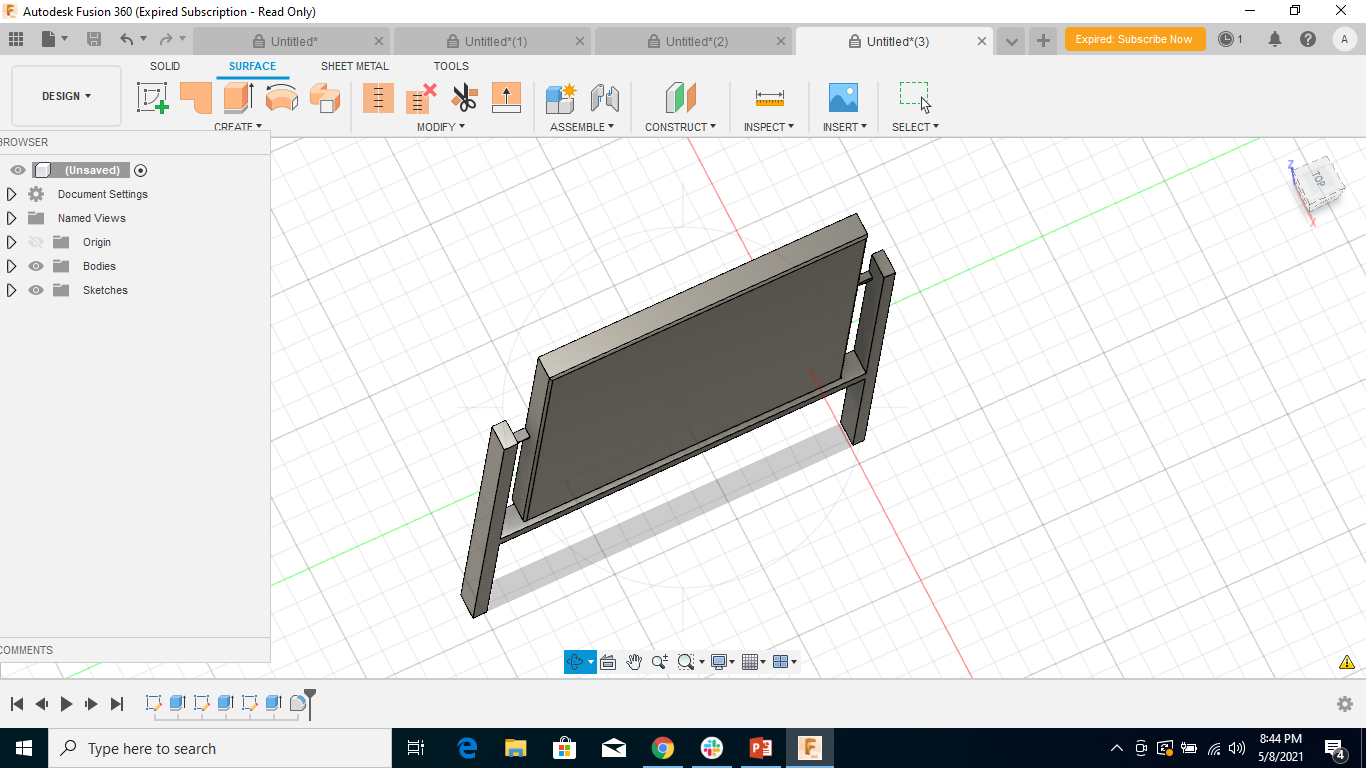 Autodesk Fusion 360 (Expired Subscription - Read Only)
Untitled*
Untitled*(1)
Untitled*(2)
Untitled*(3)
Expired: Subscribe Now
1
A
SOLID
SURFACE
SHEET METAL
TOOLS
DESIGN
CREATE
MODIFY
ASSEMBLE
CONSTRUCT
INSPECT
INSERT
SELECT
BROWSER
(Unsaved)
Document Settings
Named Views
Origin
Bodies
Sketches
Z
TOP
X
COMMENTS
Type here to search
8:44 PM
5/8/2021
4